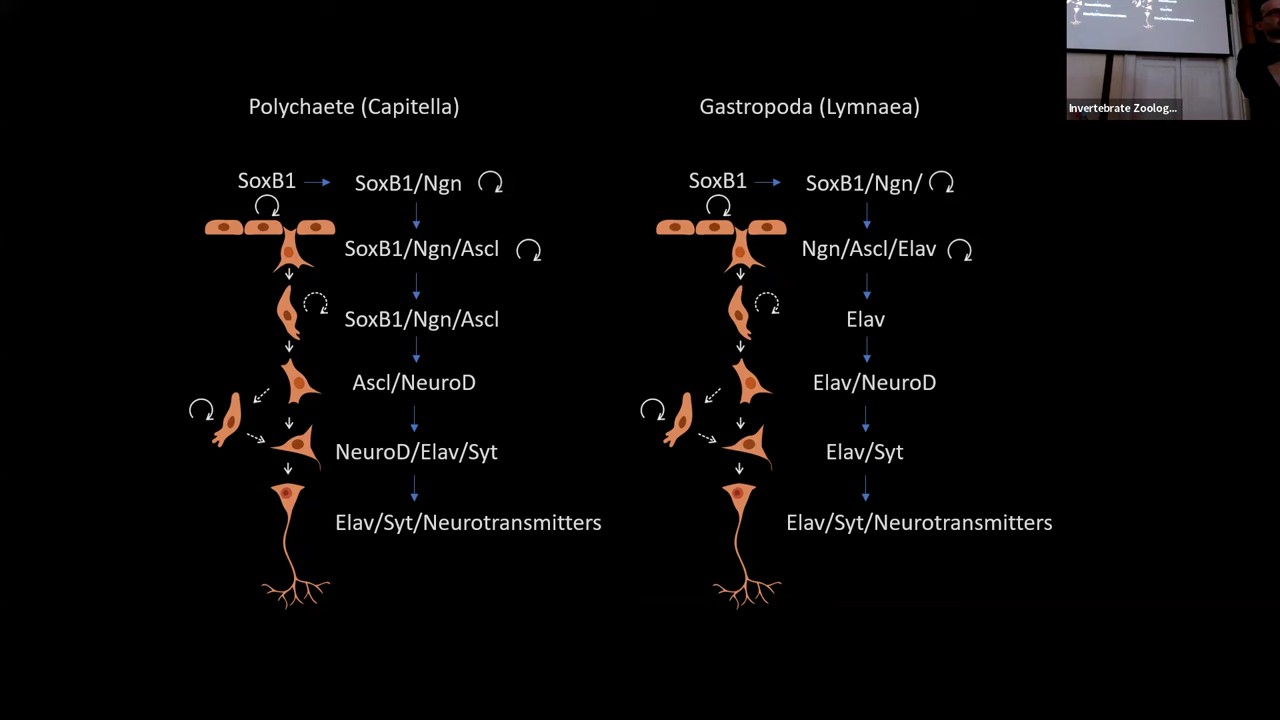 Polychaete (Capitella)
SoxB1
SoxB1/Ngn
SoxB1/Ngn/Ascl
SoxB1/Ngn/Ascl
Ascl/NeuroD
NeuroD/Elav/Syt
Elav/Syt/Neurotransmitters
Gastropoda (Lymnaea)
SoxB1
SoxB1/Ngn/
Ngn/Ascl/Elav
Elav
Elav/NeuroD
Elav/Syt
Elav/Syt/Neurotransmitters
Invertebrate Zoolog...